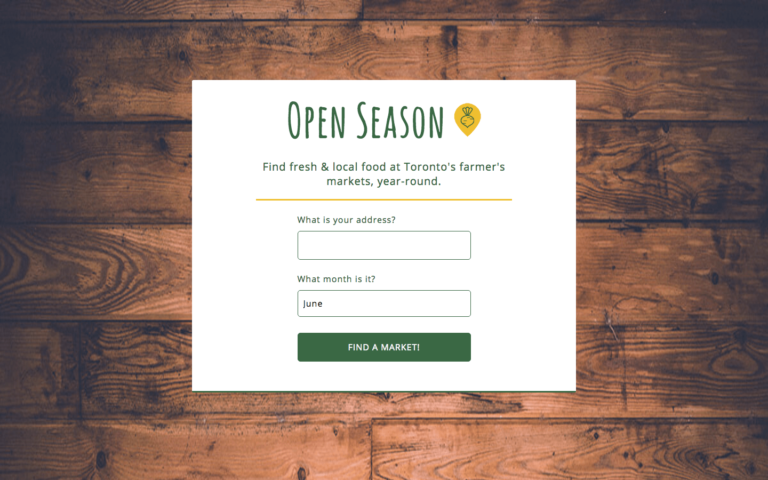 Open Season
Find fresh & local food at Toronto's farmer's
markets, year-round.
What is your address?
What month is it?
June
FIND A MARKET!